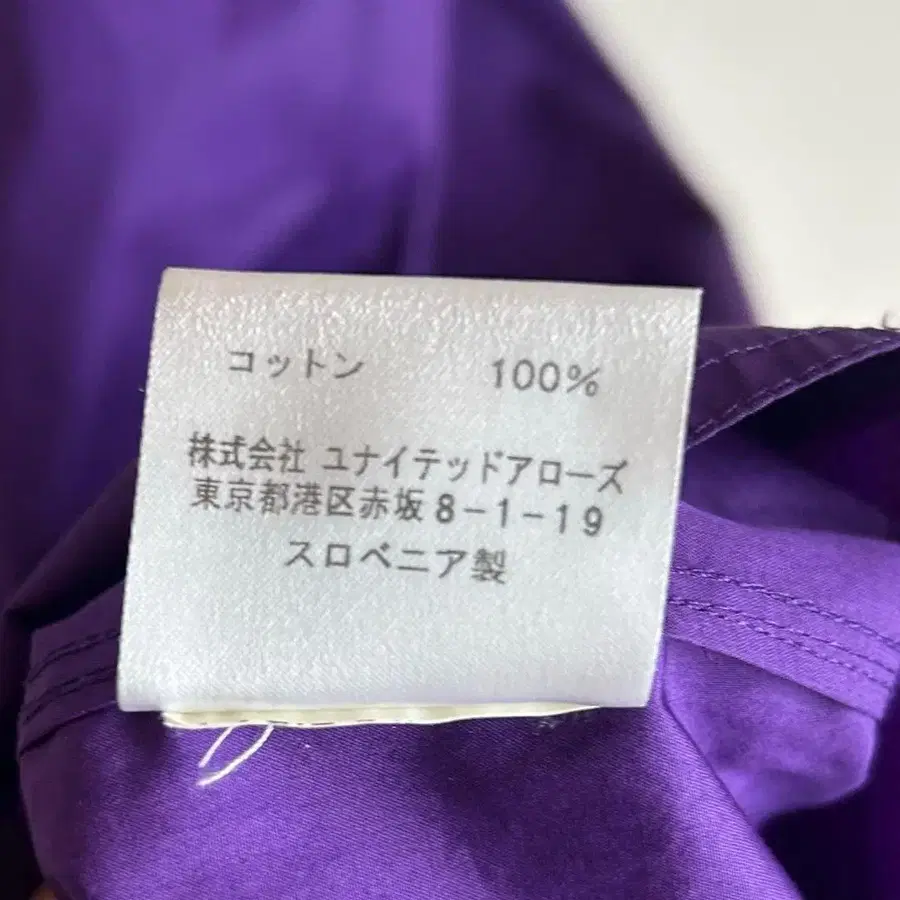 コットン 100%
株式会社 ユナイテッドアローズ
東京都港区赤坂8-1-19
スロベニア製